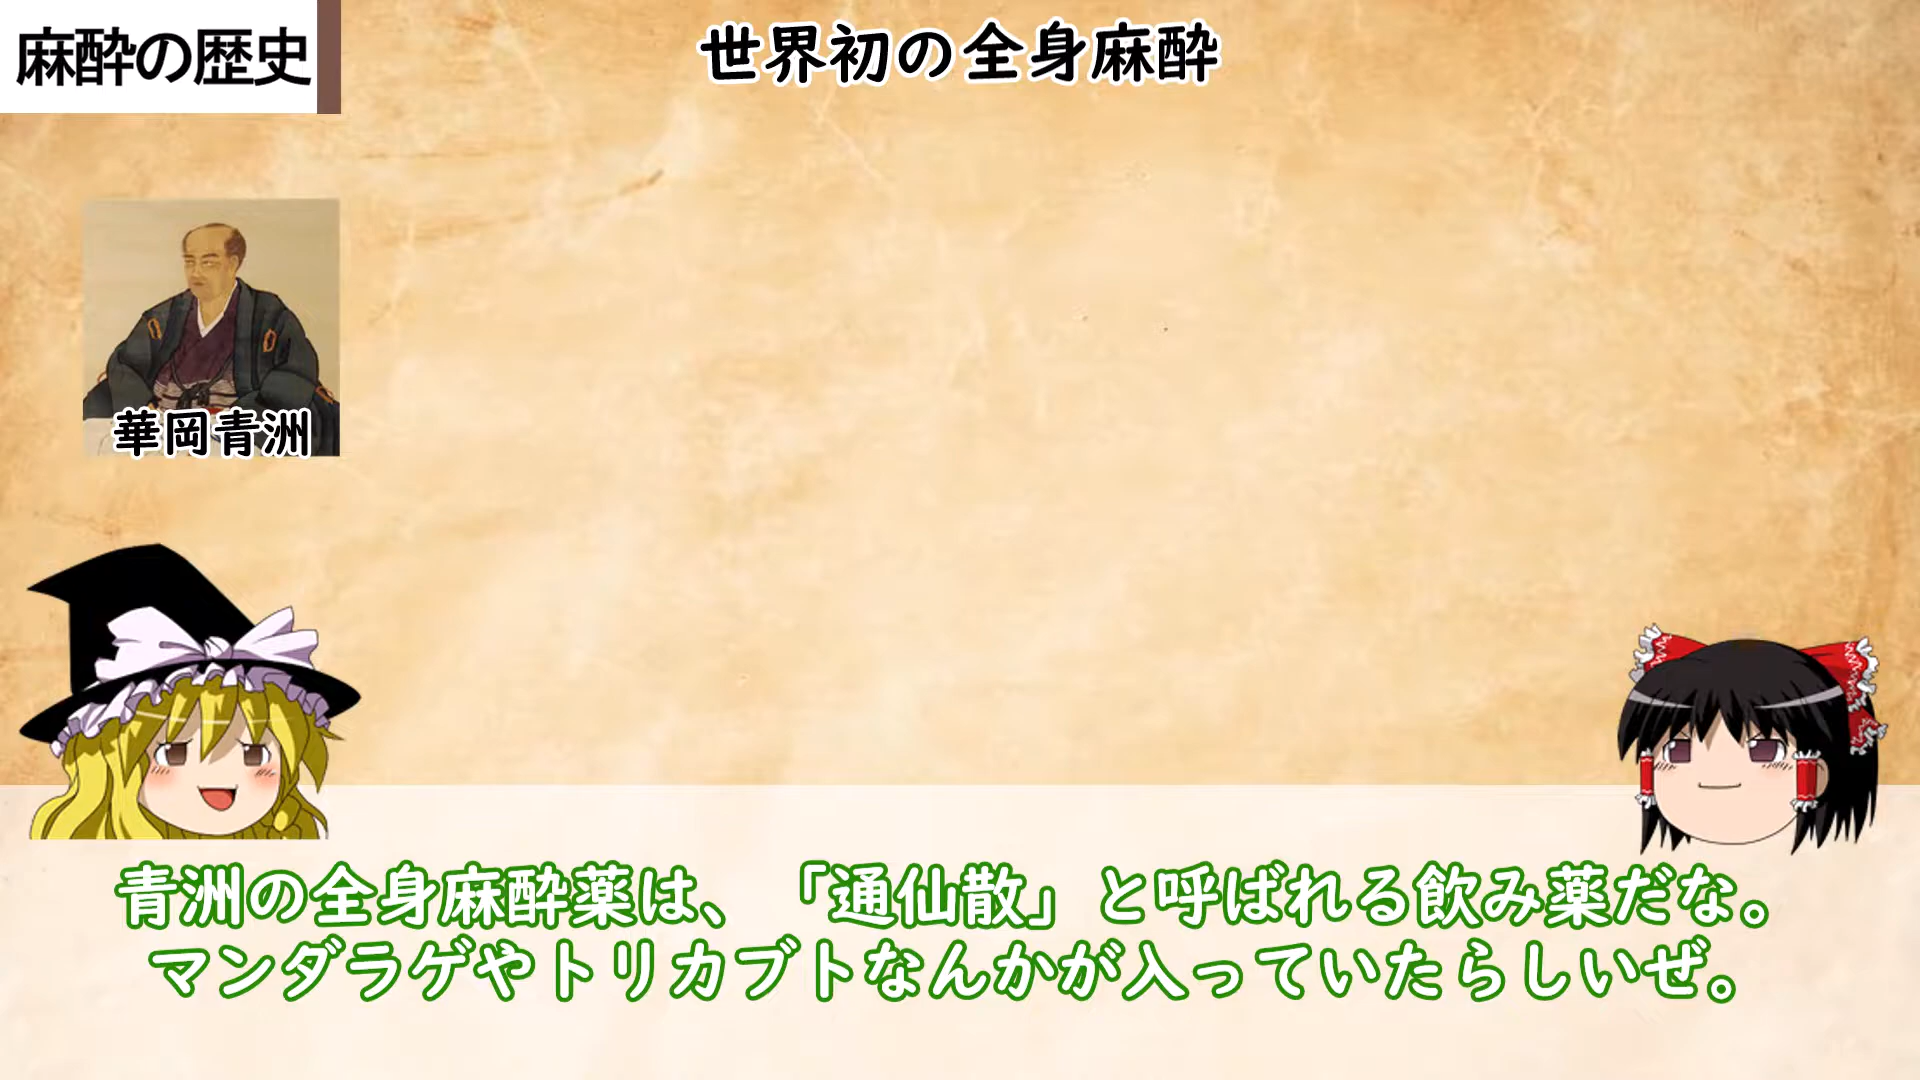 麻酔の歴史
世界初の全身麻酔
華岡青洲
青洲の全身麻酔薬は、「通仙散」と呼ばれる飲み薬だな。
マンダラゲやトリカブトなんかが入っていたらしいぜ。